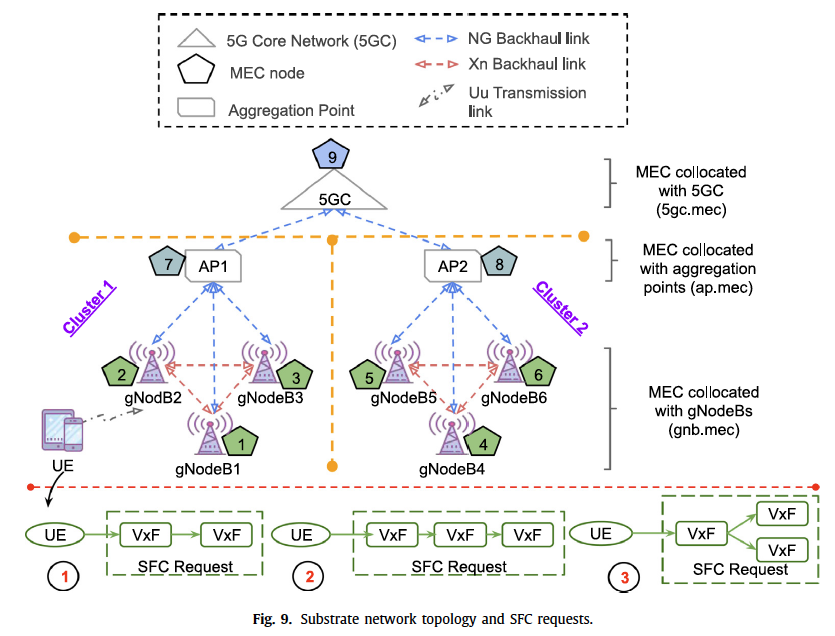 5G Core Network (5GC)
NG Backhaul link
MEC node
Xn Backhaul link
Aggregation Point
Uu Transmission
link
9
5GC
MEC collocated
with 5GC
(5gc.mec)
7
AP1
AP2
8
MEC collocated
with aggregation
points (ap.mec)
Cluster 1
Cluster 2
2
gNodB2
3
gNodeB3
5
gNodeB5
6
gNodeB6
1
gNodeB1
4
gNodeB4
MEC collocated
with gNodeBs
(gnb.mec)
UE
UE
VxF
VxF
SFC Request
1
UE
VxF
VxF
VxF
SFC Request
2
UE
VxF
VxF
VxF
SFC Request
3
Fig. 9. Substrate network topology and SFC requests.